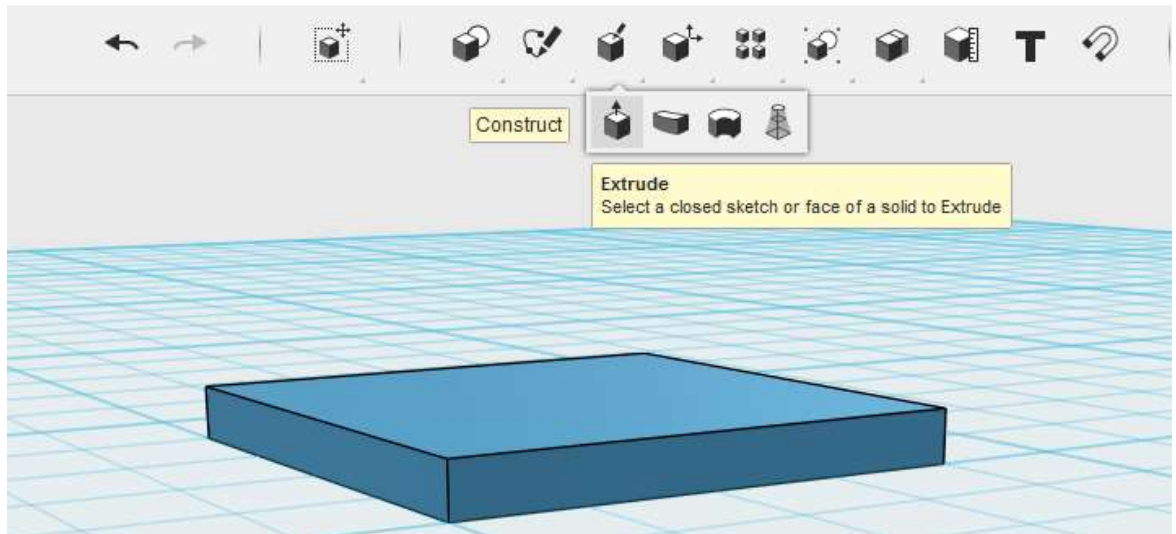 Construct
Extrude
Select a closed sketch or face of a solid to Extrude